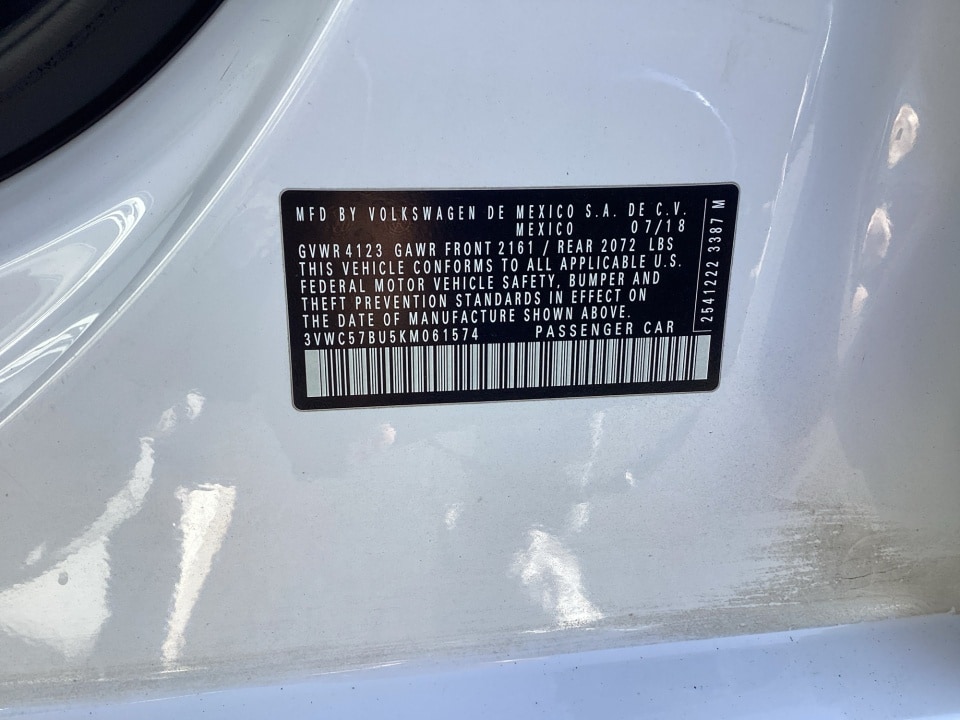 MFD BY VOLKSWAGEN DE MEXICO S.A. DE C.V.
MEXICO 07/18
GVWR 4123 GAWR FRONT 2161 / REAR 2072 LBS
THIS VEHICLE CONFORMS TO ALL APPLICABLE U.S.
FEDERAL MOTOR VEHICLE SAFETY, BUMPER AND
THEFT PREVENTION STANDARDS IN EFFECT ON
THE DATE OF MANUFACTURE SHOWN ABOVE.
3VWC57BU5KM061574 PASSENGER CAR
2541222 3387 M